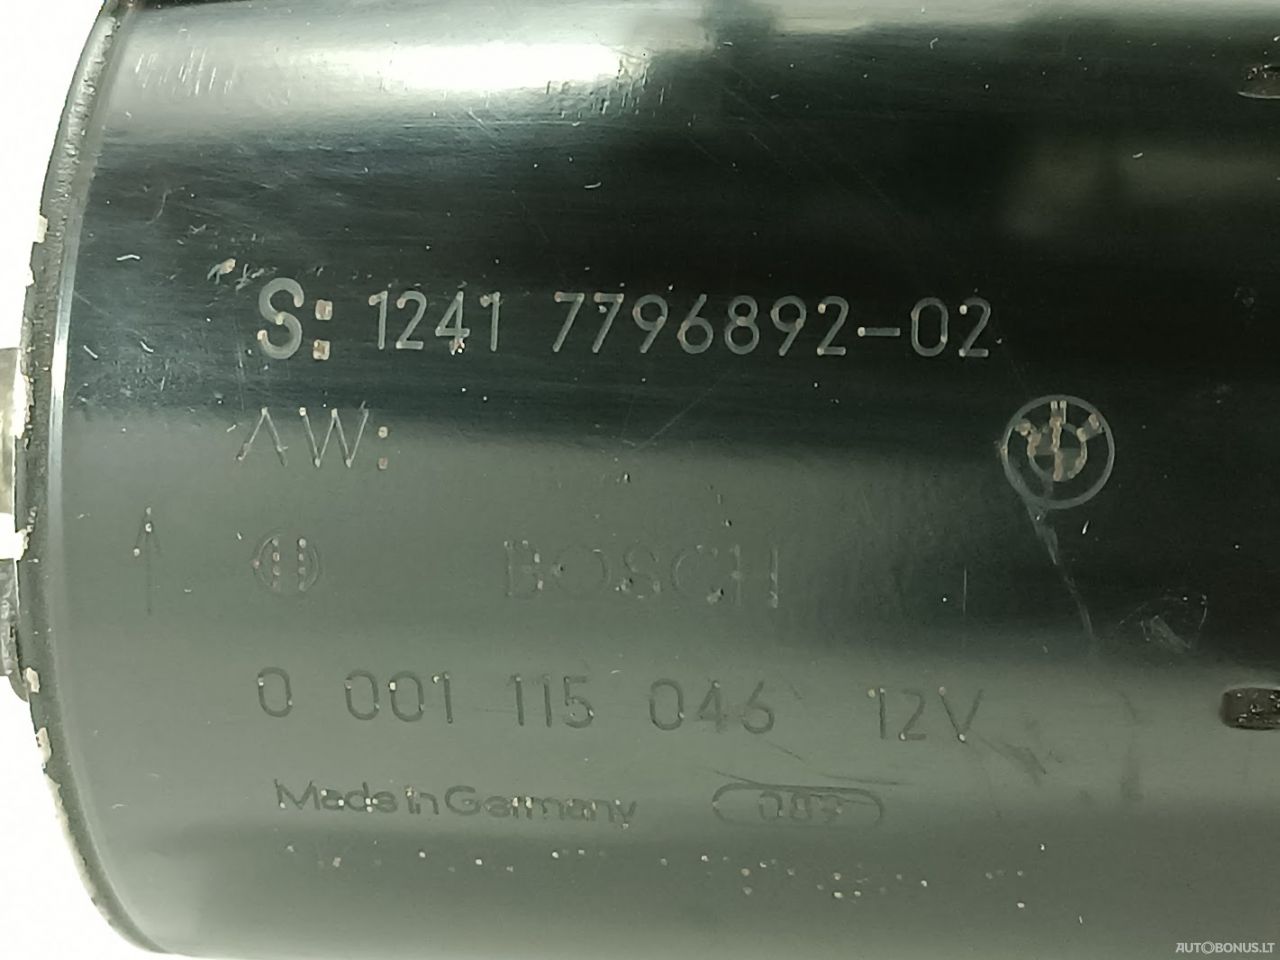 S: 1241 7796892-02
AW:
BOSCH
0 001 115 046 12V
Made in Germany
AUTOBONUS.LT